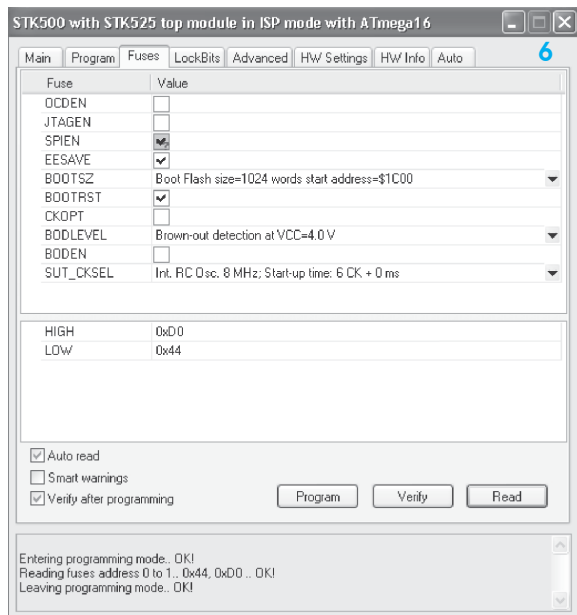 STK500 with STK525 top module in ISP mode with ATmega16
Main Program Fuses LockBits Advanced HW Settings HW Info Auto 6
Fuse Value
OCDEN
JTAGEN
SPIEN
EESAVE
BOOTSZ Boot Flash size=1024 words start address=$1C00
BOOTRST
CKOPT
BODLEVEL Brown-out detection at VCC=4.0 V
BODEN
SUT_CKSEL Int. RC Osc. 8 MHz; Start-up time: 6 CK + 0 ms
HIGH 0xD0
LOW 0x44
Auto read
Smart warnings
Verify after programming Program Verify Read
Entering programming mode.. OK!
Reading fuses address 0 to 1.. 0x44, 0xD0 .. OK!
Leaving programming mode.. OK!